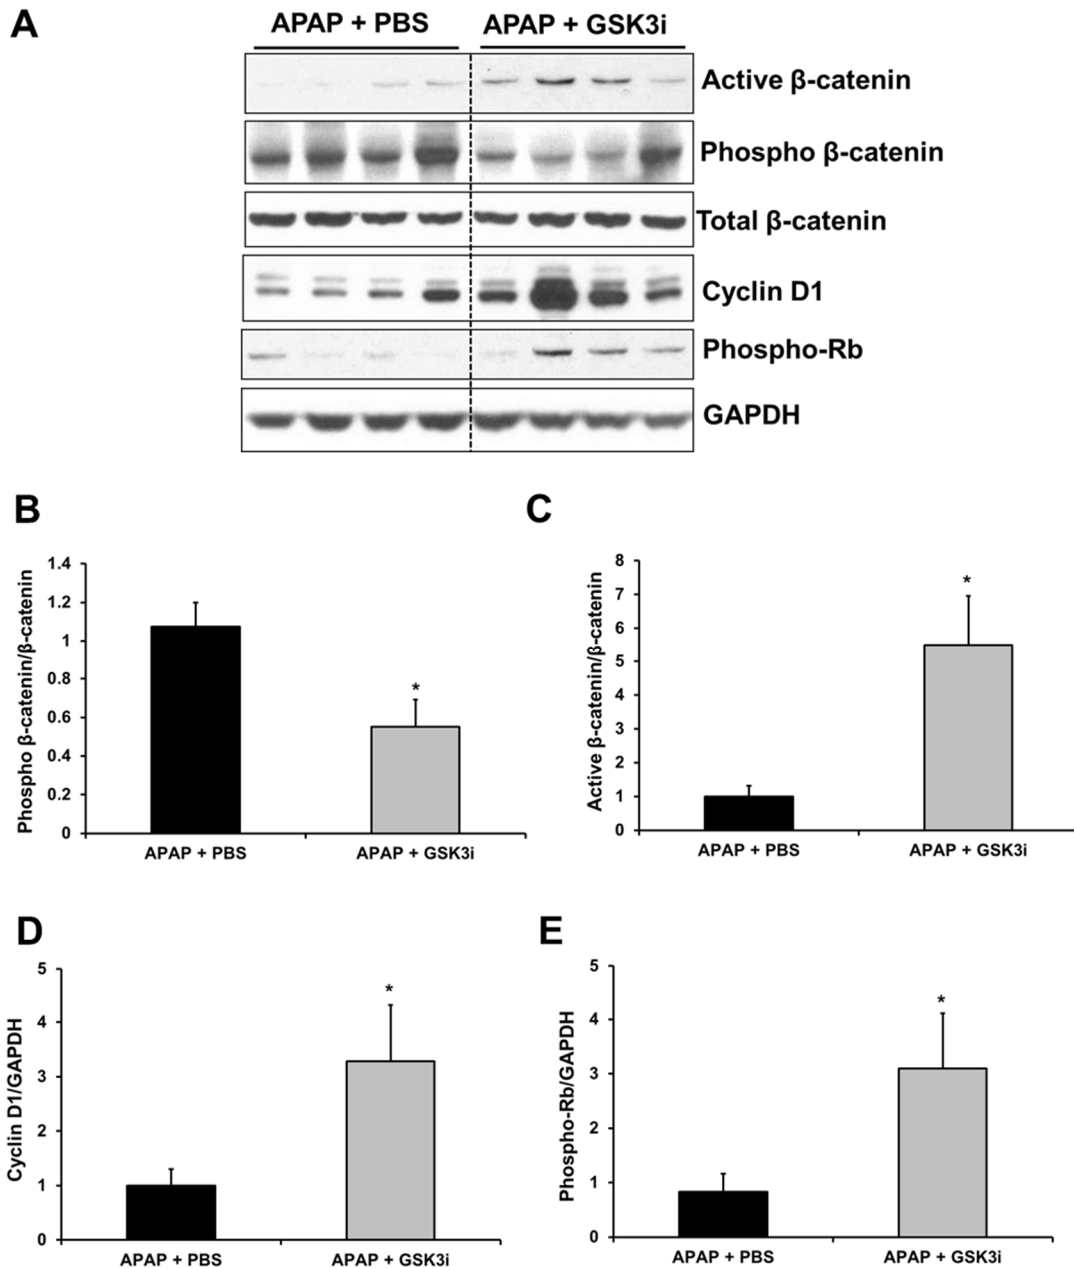 A
APAP + PBS
APAP + GSK3i
Active β-catenin
Phospho β-catenin
Total β-catenin
Cyclin D1
Phospho-Rb
GAPDH
B
Phospho β-catenin/β-catenin
1.4
1.2
1
0.8
0.6
0.4
0.2
0
*
APAP + PBS
APAP + GSK3i
C
Active β-catenin/β-catenin
8
7
6
5
4
3
2
1
0
*
APAP + PBS
APAP + GSK3i
D
Cyclin D1/GAPDH
5
4
3
2
1
0
*
APAP + PBS
APAP + GSK3i
E
Phospho-Rb/GAPDH
5
4
3
2
1
0
*
APAP + PBS
APAP + GSK3i